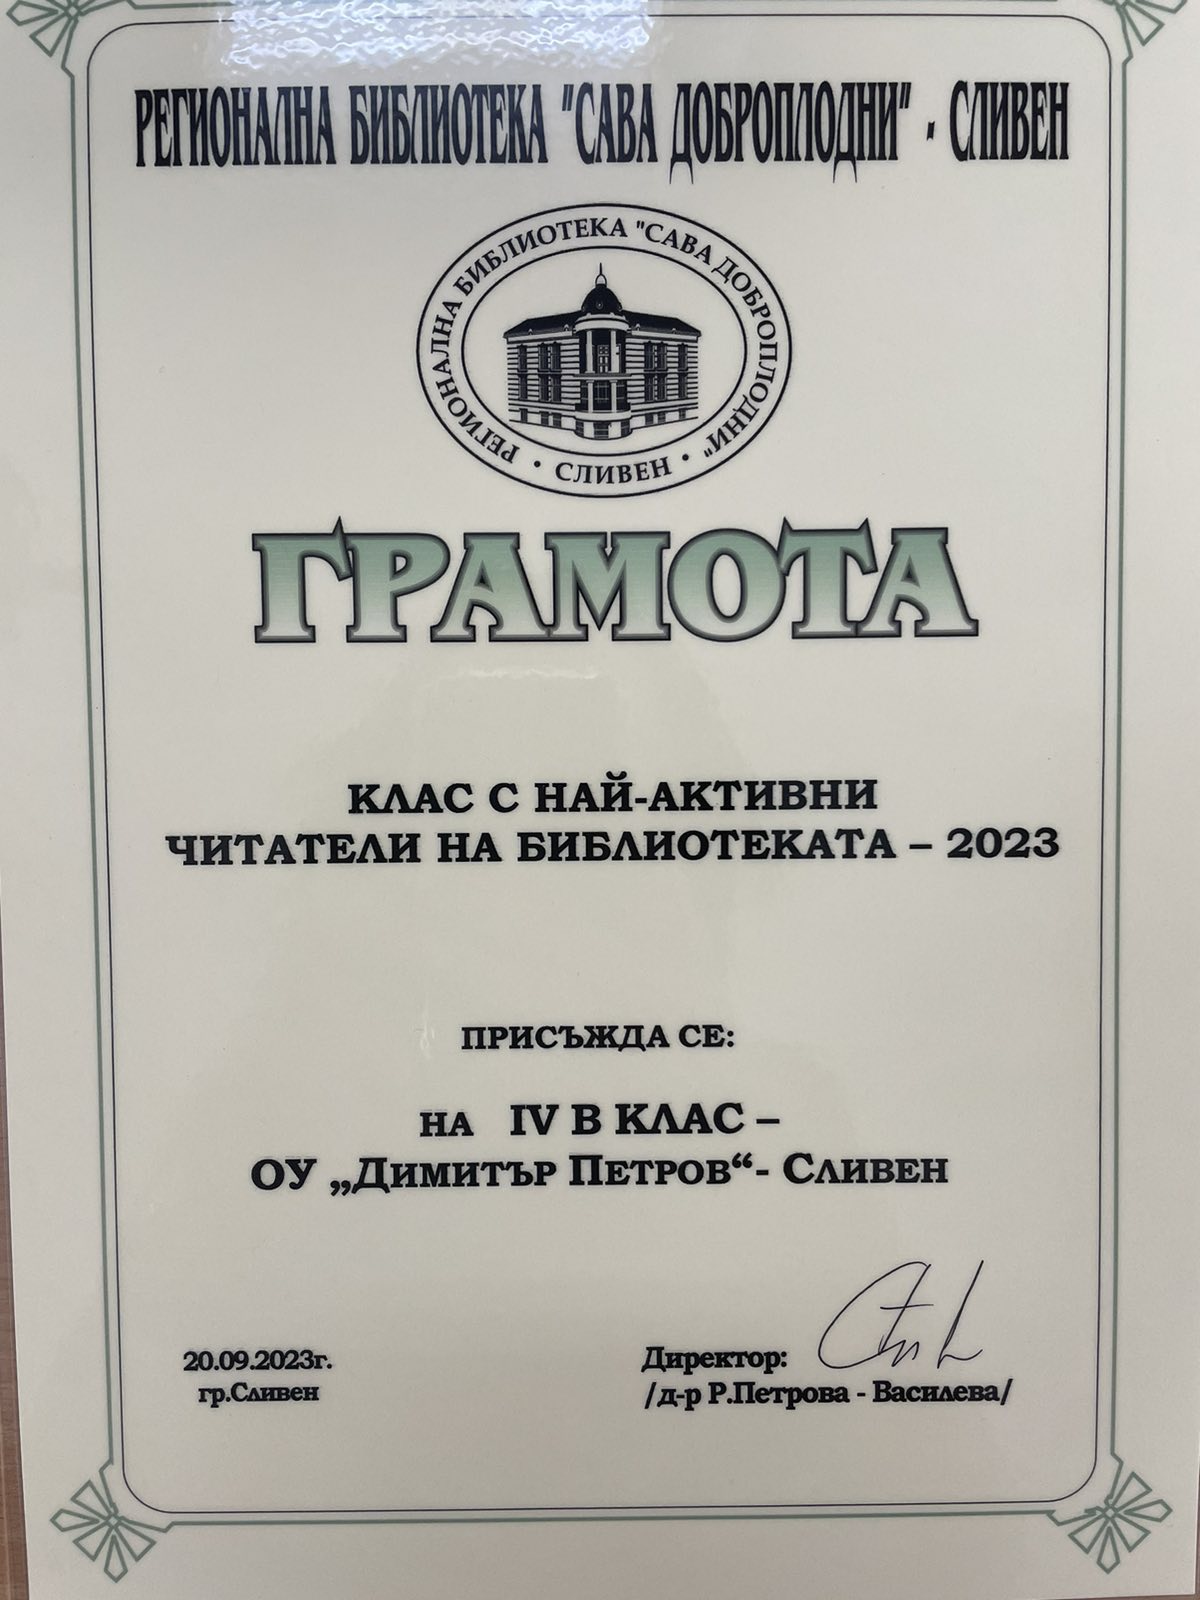 РЕГИОНАЛНА БИБЛИОТЕКА "САВА ДОБРОПЛОДНИ" - СЛИВЕН
РЕГИОНАЛНА БИБЛИОТЕКА "САВА ДОБРОПЛОДНИ"
• СЛИВЕН •
ГРАМОТА
КЛАС С НАЙ-АКТИВНИ
ЧИТАТЕЛИ НА БИБЛИОТЕКАТА – 2023
ПРИСЪЖДА СЕ:
НА IV В КЛАС –
ОУ „ДИМИТЪР ПЕТРОВ“- СЛИВЕН
20.09.2023г.
гр.Сливен
Директор:
/д-р Р.Петрова - Василева/